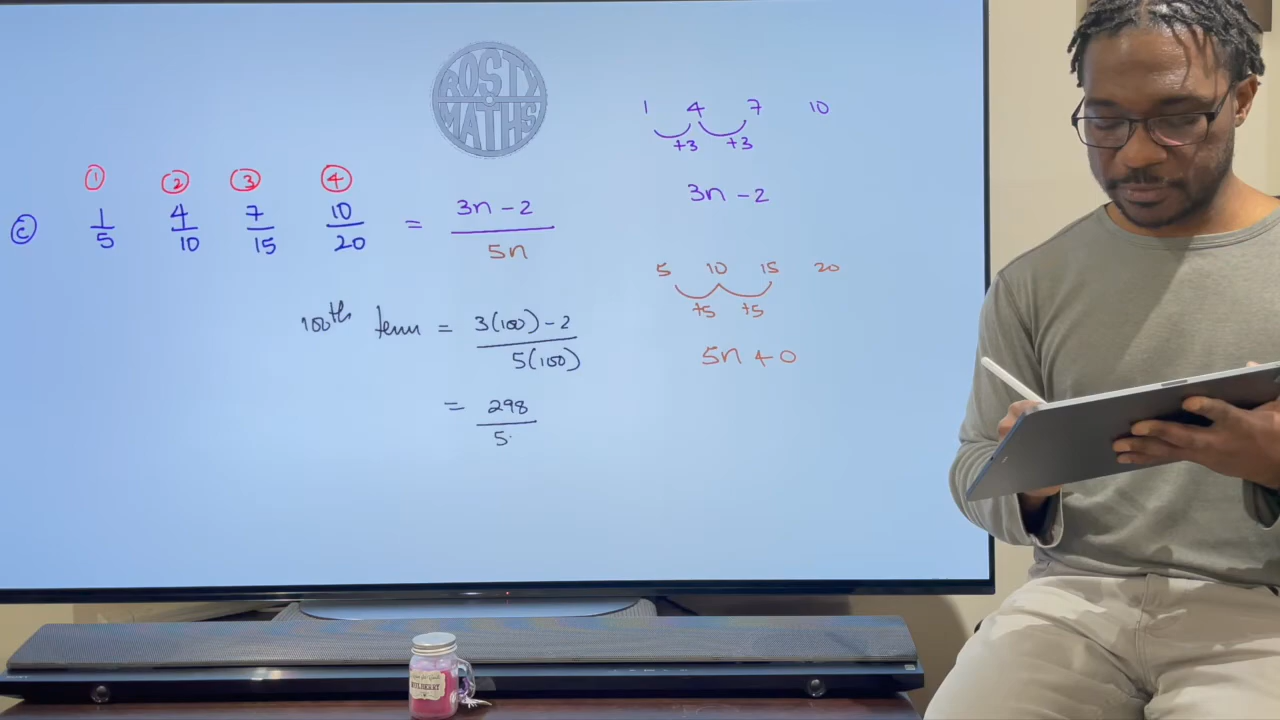 ROSTY
MATHS
1 4 7 10
+3 +3
① ② ③ ④
3n - 2
ⓒ 1/5 4/10 7/15 10/20 = 3n - 2/5n
5 10 15 20
+5 +5
100th term = 3(100) - 2/5(100)
5n + 0
= 298/5